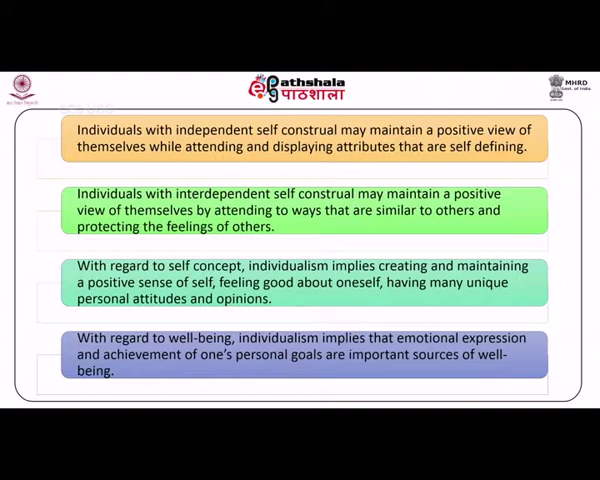 ePg Pathshala
पाठशाला
MHRD
Govt. of India
Individuals with independent self construal may maintain a positive view of
themselves while attending and displaying attributes that are self defining.
Individuals with interdependent self construal may maintain a positive
view of themselves by attending to ways that are similar to others and
protecting the feelings of others.
With regard to self concept, individualism implies creating and maintaining
a positive sense of self, feeling good about oneself, having many unique
personal attitudes and opinions.
With regard to well-being, individualism implies that emotional expression
and achievement of one's personal goals are important sources of well-
being.